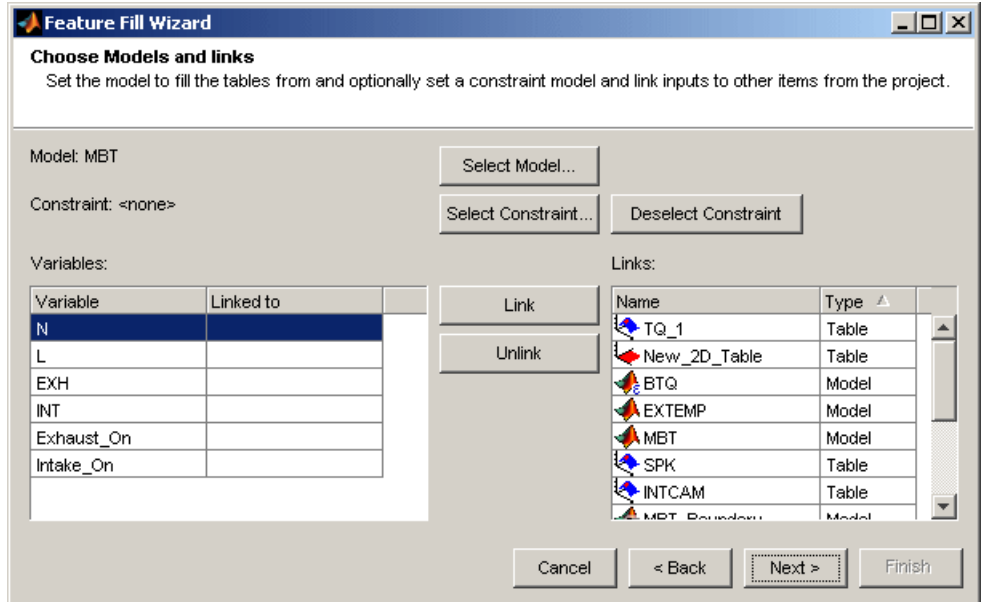 Feature Fill Wizard
Choose Models and links
Set the model to fill the tables from and optionally set a constraint model and link inputs to other items from the project.
Model: MBT
Select Model...
Constraint: <none>
Select Constraint...
Deselect Constraint
Variables:
Links:
Variable Linked to
Link
Name Type
N
TQ_1 Table
L
Unlink
New_2D_Table Table
EXH
BTQ Model
INT
EXTEMP Model
Exhaust_On
MBT Model
Intake_On
SPK Table
INTCAM Table
MBT_Boundary Model
Cancel
< Back
Next >
Finish